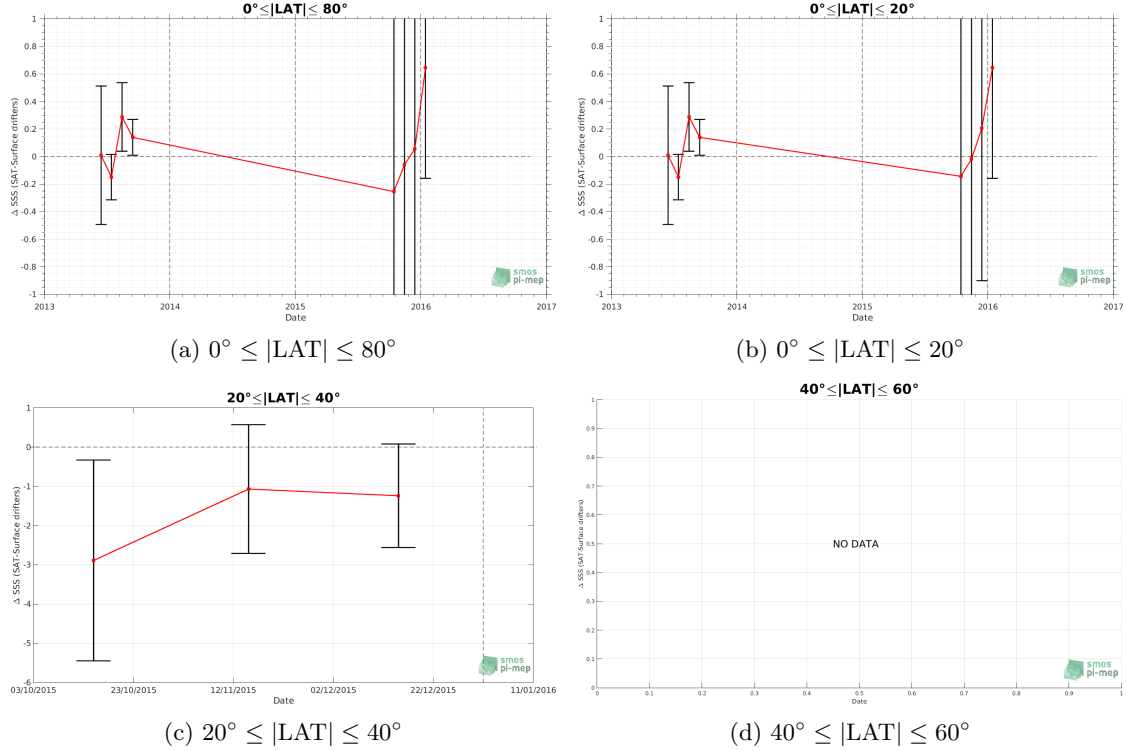 0°≤|LAT|≤ 80°
1
0.8
0.6
0.4
0.2
0
-0.2
-0.4
-0.6
-0.8
-1
Δ SSS (SAT-Surface drifters)
2013
2014
2015
2016
2017
Date
smos
pi-mep
(a) 0° ≤ |LAT| ≤ 80°
0°≤|LAT|≤ 20°
1
0.8
0.6
0.4
0.2
0
-0.2
-0.4
-0.6
-0.8
-1
Δ SSS (SAT-Surface drifters)
2013
2014
2015
2016
2017
Date
smos
pi-mep
(b) 0° ≤ |LAT| ≤ 20°
20°≤|LAT|≤ 40°
1
0
-1
-2
-3
-4
-5
-6
Δ SSS (SAT-Surface drifters)
03/10/2015
23/10/2015
12/11/2015
02/12/2015
22/12/2015
11/01/2016
Date
smos
pi-mep
(c) 20° ≤ |LAT| ≤ 40°
40°≤|LAT|≤ 60°
1
0.9
0.8
0.7
0.6
0.5
0.4
0.3
0.2
0.1
0
Δ SSS (SAT-Surface drifters)
NO DATA
0
0.1
0.2
0.3
0.4
0.5
0.6
0.7
0.8
0.9
1
Date
smos
pi-mep
(d) 40° ≤ |LAT| ≤ 60°